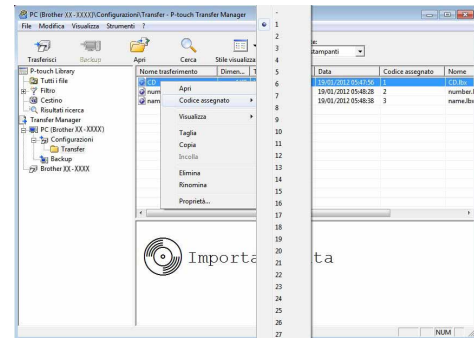 PC (Brother XX-XXXX)\Configurazioni\Transfer - P-touch Transfer Manager
File Modifica Visualizza Strumenti ?
Trasferisci Backup Apri Cerca Stile visualizza
stampanti
P-touch Library
Tutti i file
Filtro
Cestino
Risultati ricerca
Transfer Manager
PC (Brother XX-XXXX)
Configurazioni
Transfer
Backup
Brother XX-XXXX
Nome trasferimento Dimen... Data Codice assegnato Nome
CD 19/01/2012 05:47:56 1 CD.lbx
num 19/01/2012 05:48:28 2 number.l
nam 19/01/2012 05:48:38 3 name.lbx
Apri
Codice assegnato
Visualizza
Taglia
Copia
Incolla
Elimina
Rinomina
Proprietà...
-
1
2
3
4
5
6
7
8
9
10
11
12
13
14
15
16
17
18
19
20
21
22
23
24
25
26
27
Importa ta
NUM